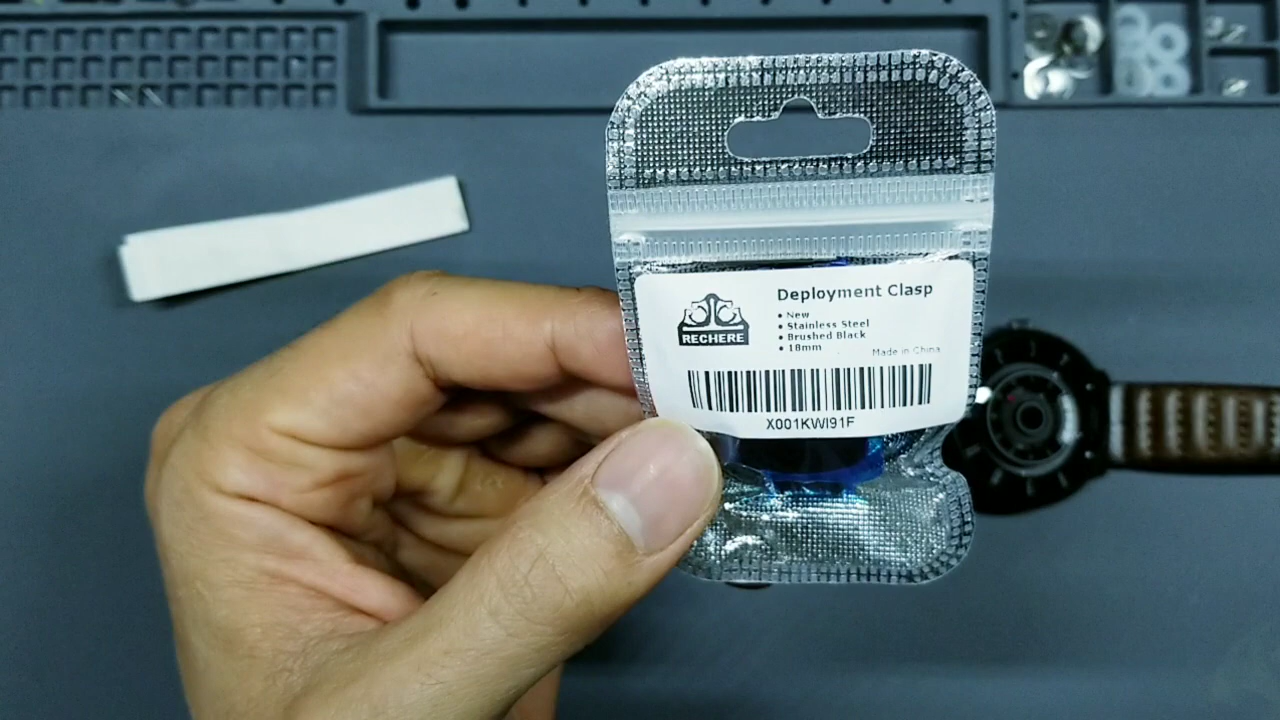 Deployment Clasp
RECHERE
• New
• Stainless Steel
• Brushed Black
• 18mm
Made in China
X001KWI91F